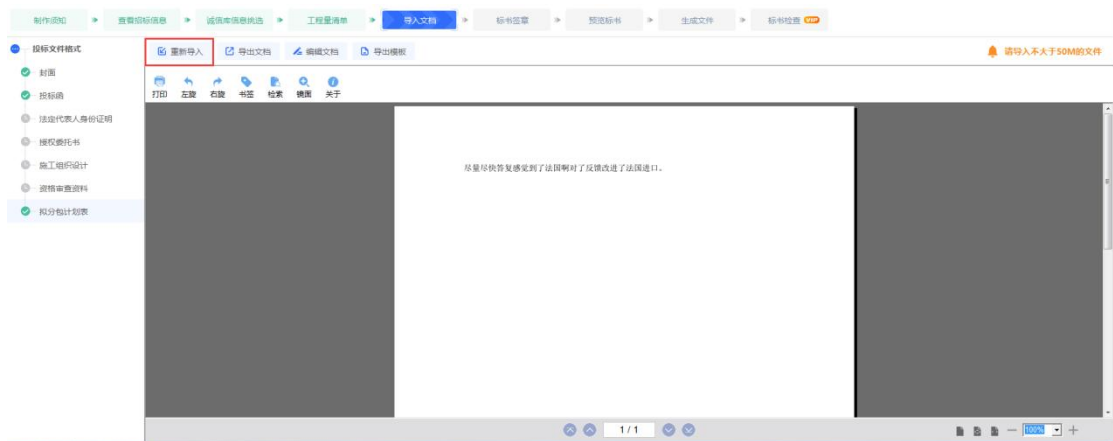 制作须知 查看招标信息 诚信库信息挑选 工程量清单 导入文档 标书签章 预览标书 生成文件 标书检查 VIP
投标文件格式
封面
投标函
法定代表人身份证明
授权委托书
施工组织设计
资格审查资料
拟分包计划表
重新导入 导出文档 编辑文档 导出模板
请导入不大于50M的文件
打印 左旋 右旋 书签 检索 镜面 关于
尽量尽快答复感觉到了法国啊对了反馈改进了法国进口。
1 / 1
100%